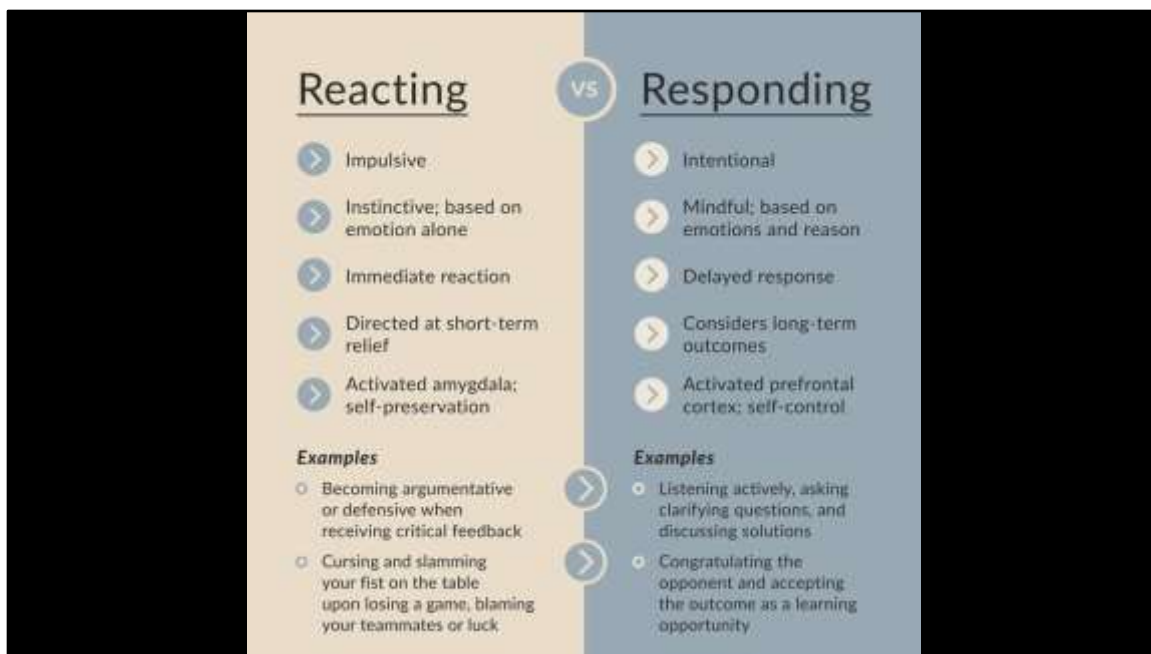 Reacting
VS
Responding
Impulsive
Instinctive; based on
emotion alone
Immediate reaction
Directed at short-term
relief
Activated amygdala;
self-preservation
Examples
Becoming argumentative
or defensive when
receiving critical feedback
Cursing and slamming
your fist on the table
upon losing a game, blaming
your teammates or luck
Intentional
Mindful; based on
emotions and reason
Delayed response
Considers long-term
outcomes
Activated prefrontal
cortex; self-control
Examples
Listening actively, asking
clarifying questions, and
discussing solutions
Congratulating the
opponent and accepting
the outcome as a learning
opportunity